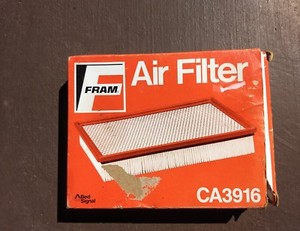 FRAM
Air Filter
Allied
Signal
CA3916